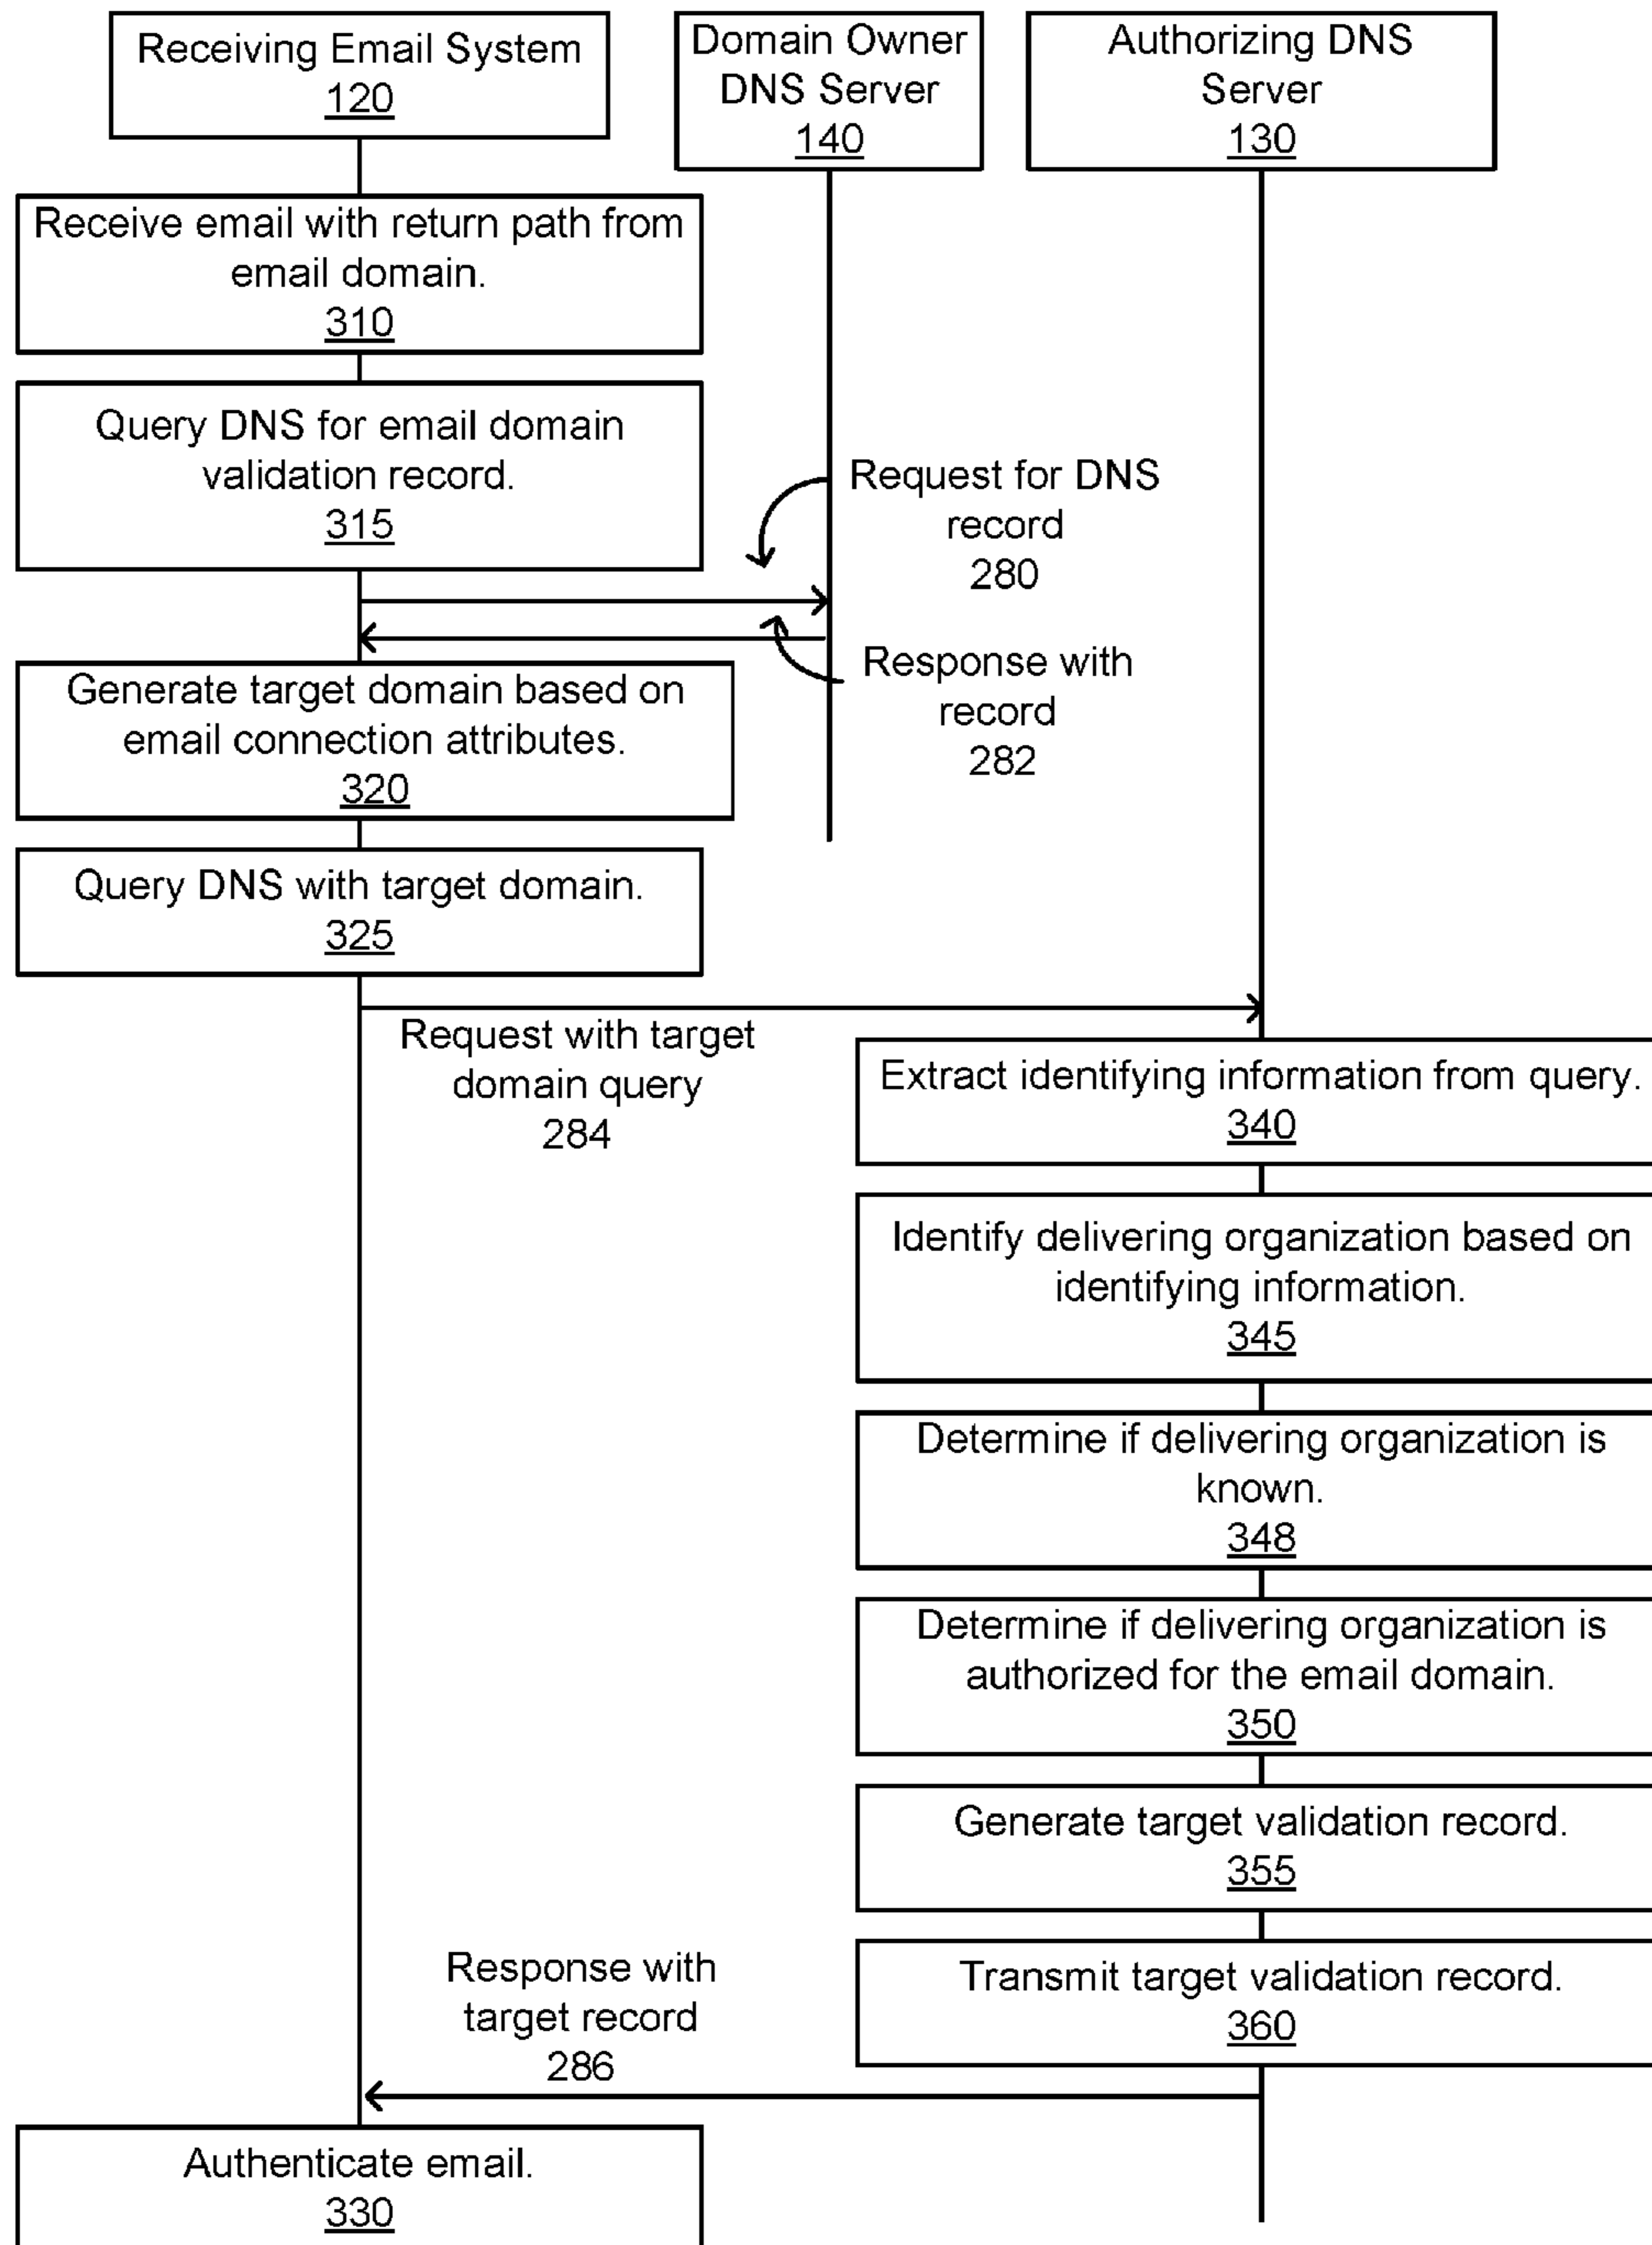 Receiving Email System
120
Domain Owner
DNS Server
140
Authorizing DNS
Server
130
Receive email with return path from
email domain.
310
Query DNS for email domain
validation record.
315
Request for DNS
record
280
Response with
record
282
Generate target domain based on
email connection attributes.
320
Query DNS with target domain.
325
Request with target
domain query
284
Extract identifying information from query.
340
Identify delivering organization based on
identifying information.
345
Determine if delivering organization is
known.
348
Determine if delivering organization is
authorized for the email domain.
350
Generate target validation record.
355
Transmit target validation record.
360
Response with
target record
286
Authenticate email.
330